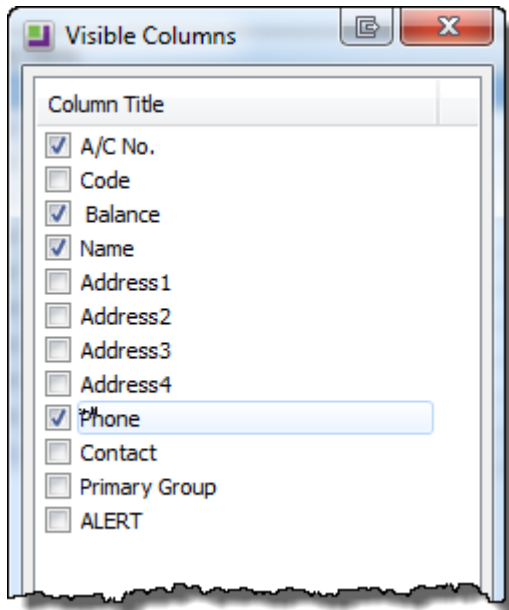 Visible Columns
Column Title
A/C No.
Code
Balance
Name
Address1
Address2
Address3
Address4
Phone
Contact
Primary Group
ALERT